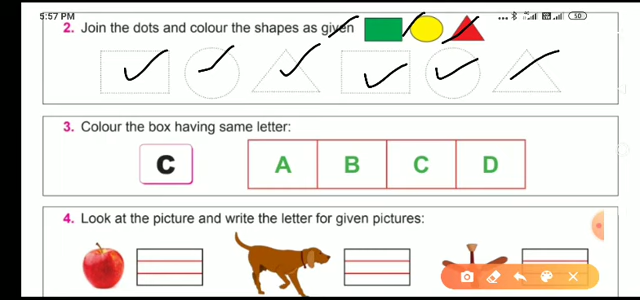 5:57 PM
50
2. Join the dots and colour the shapes as given
3. Colour the box having same letter:
C A B C D
4. Look at the picture and write the letter for given pictures: